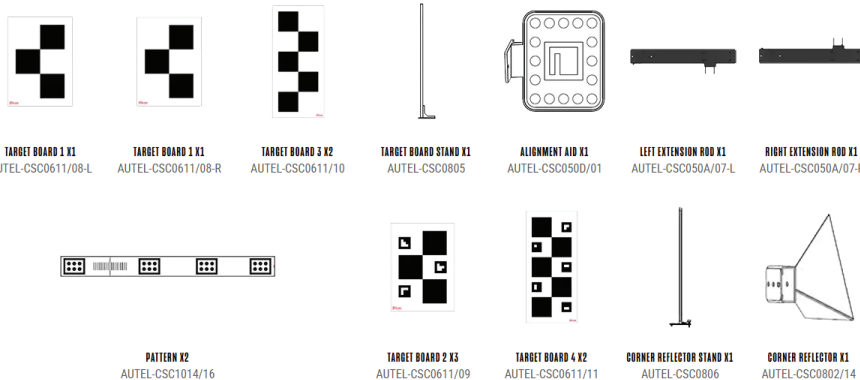 TARGET BOARD 1 X1
AUTEL-CSC0611/08-L
TARGET BOARD 1 X1
AUTEL-CSC0611/08-R
TARGET BOARD 3 X2
AUTEL-CSC0611/10
TARGET BOARD STAND X1
AUTEL-CSC0805
ALIGNMENT AID X1
AUTEL-CSC050D/01
LEFT EXTENSION ROD X1
AUTEL-CSC050A/07-L
RIGHT EXTENSION ROD X1
AUTEL-CSC050A/07-R
PATTERN X2
AUTEL-CSC1014/16
TARGET BOARD 2 X3
AUTEL-CSC0611/09
TARGET BOARD 4 X2
AUTEL-CSC0611/11
CORNER REFLECTOR STAND X1
AUTEL-CSC0806
CORNER REFLECTOR X1
AUTEL-CSC0802/14